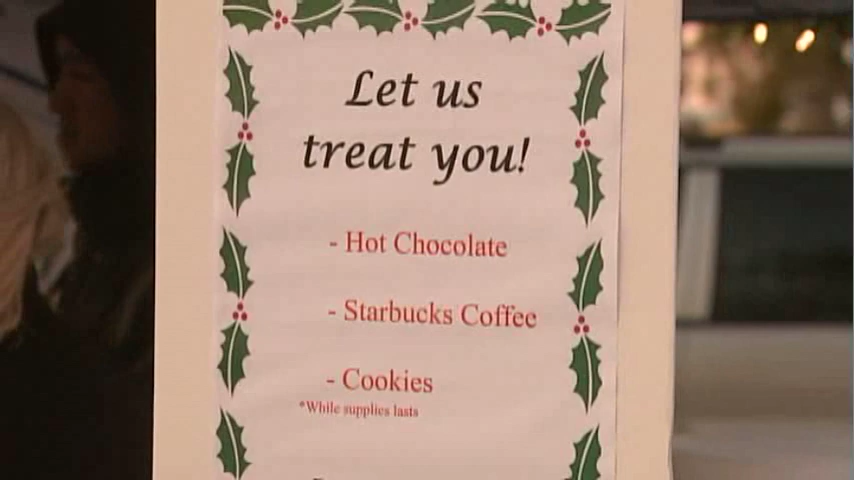 Let us
treat you!
- Hot Chocolate
- Starbucks Coffee
- Cookies
*While supplies lasts